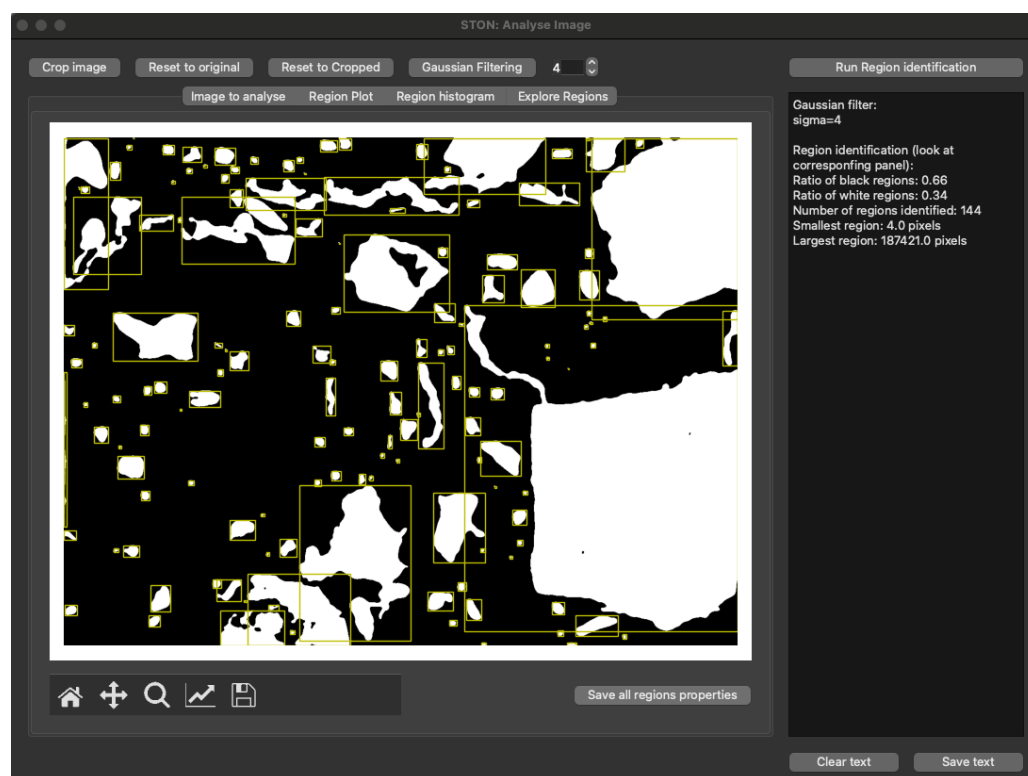 STON: Analyse Image
Crop image Reset to original Reset to Cropped Gaussian Filtering 4 Run Region identification
Image to analyse Region Plot Region histogram Explore Regions
Gaussian filter:
sigma=4
Region identification (look at
corresponfing panel):
Ratio of black regions: 0.66
Ratio of white regions: 0.34
Number of regions identified: 144
Smallest region: 4.0 pixels
Largest region: 187421.0 pixels
Save all regions properties
Clear text Save text